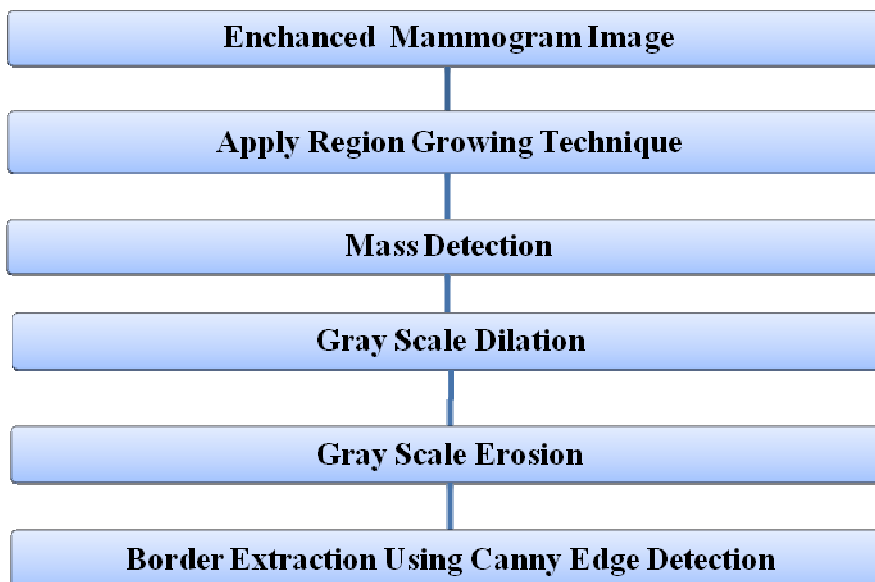 Enchanced Mammogram Image
Apply Region Growing Technique
Mass Detection
Gray Scale Dilation
Gray Scale Erosion
Border Extraction Using Canny Edge Detection